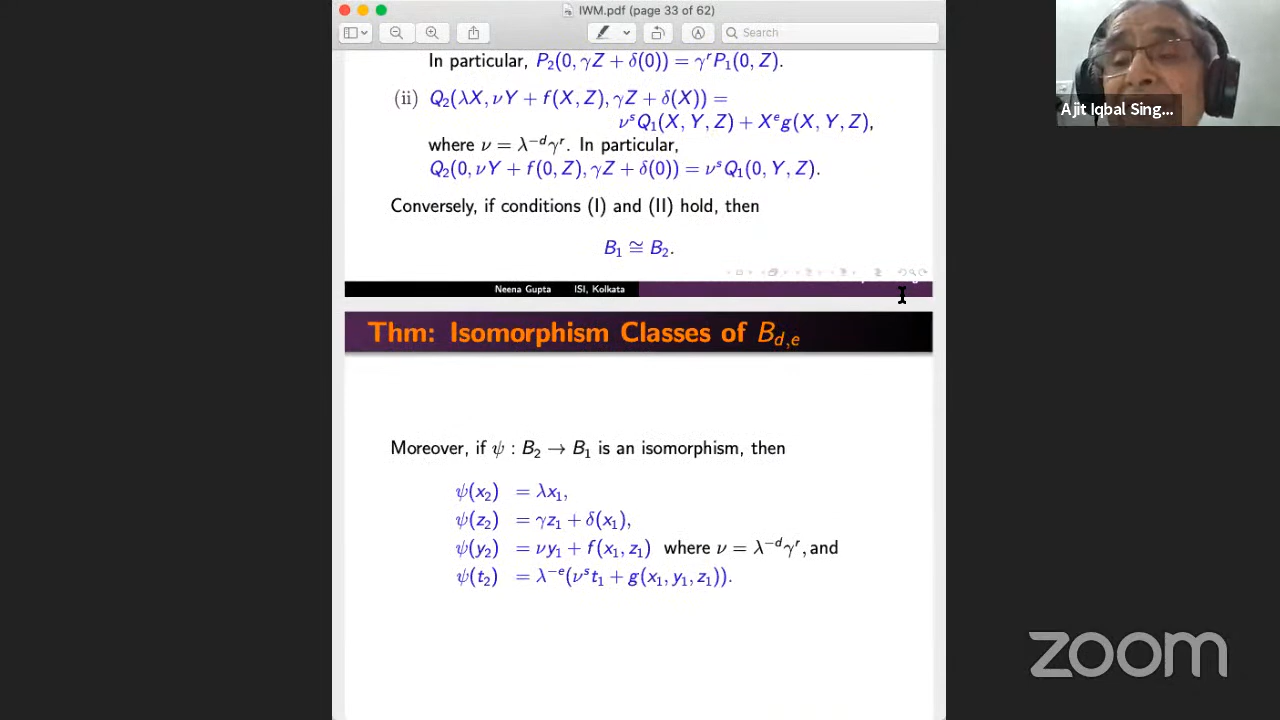 IWM.pdf (page 33 of 62)
Search
Ajit Iqbal Sing...
In particular, P₂(0, γZ + δ(0)) = γʳP₁(0, Z).
(ii) Q₂(λX, νY + f(X, Z), γZ + δ(X)) =
νˢQ₁(X, Y, Z) + Xᵉg(X, Y, Z),
where ν = λ⁻ᵈγʳ. In particular,
Q₂(0, νY + f(0, Z), γZ + δ(0)) = νˢQ₁(0, Y, Z).
Conversely, if conditions (I) and (II) hold, then
B₁ ≅ B₂.
Neena Gupta ISI, Kolkata
Thm: Isomorphism Classes of B_{d,e}
Moreover, if ψ : B₂ → B₁ is an isomorphism, then
ψ(x₂) = λx₁,
ψ(z₂) = γz₁ + δ(x₁),
ψ(y₂) = νy₁ + f(x₁, z₁) where ν = λ⁻ᵈγʳ, and
ψ(t₂) = λ⁻ᵉ(νˢt₁ + g(x₁, y₁, z₁)).
zoom